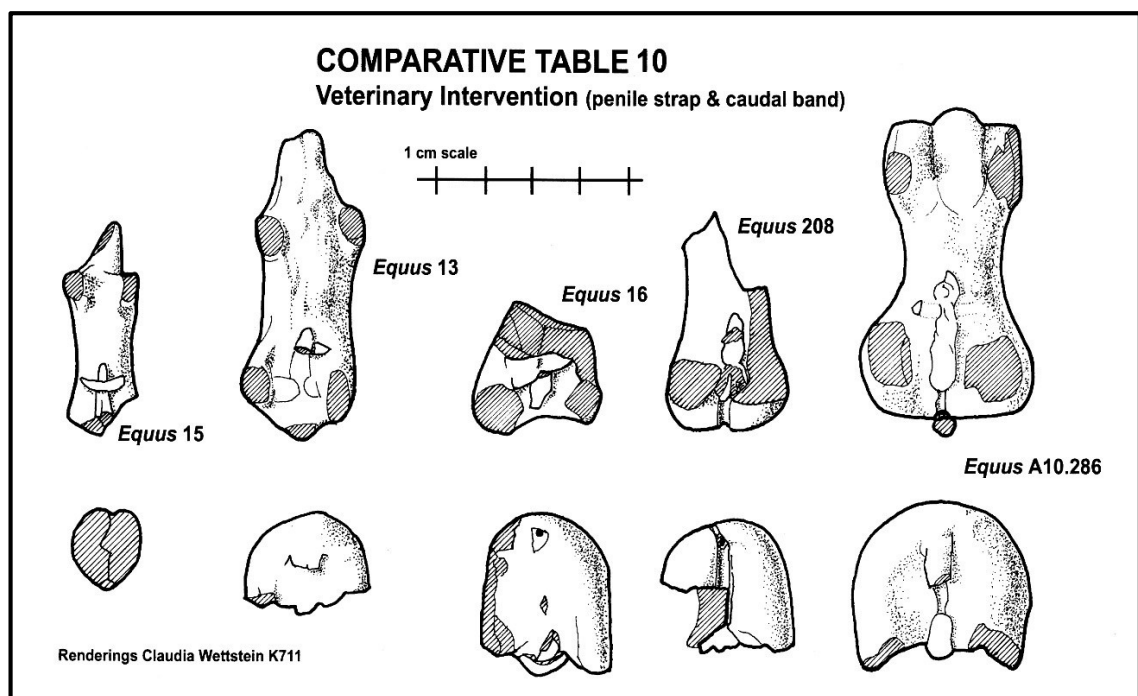 COMPARATIVE TABLE 10
Veterinary Intervention (penile strap & caudal band)
1 cm scale
Equus 208
Equus 13
Equus 16
Equus 15
Equus A10.286
Renderings Claudia Wettstein K711